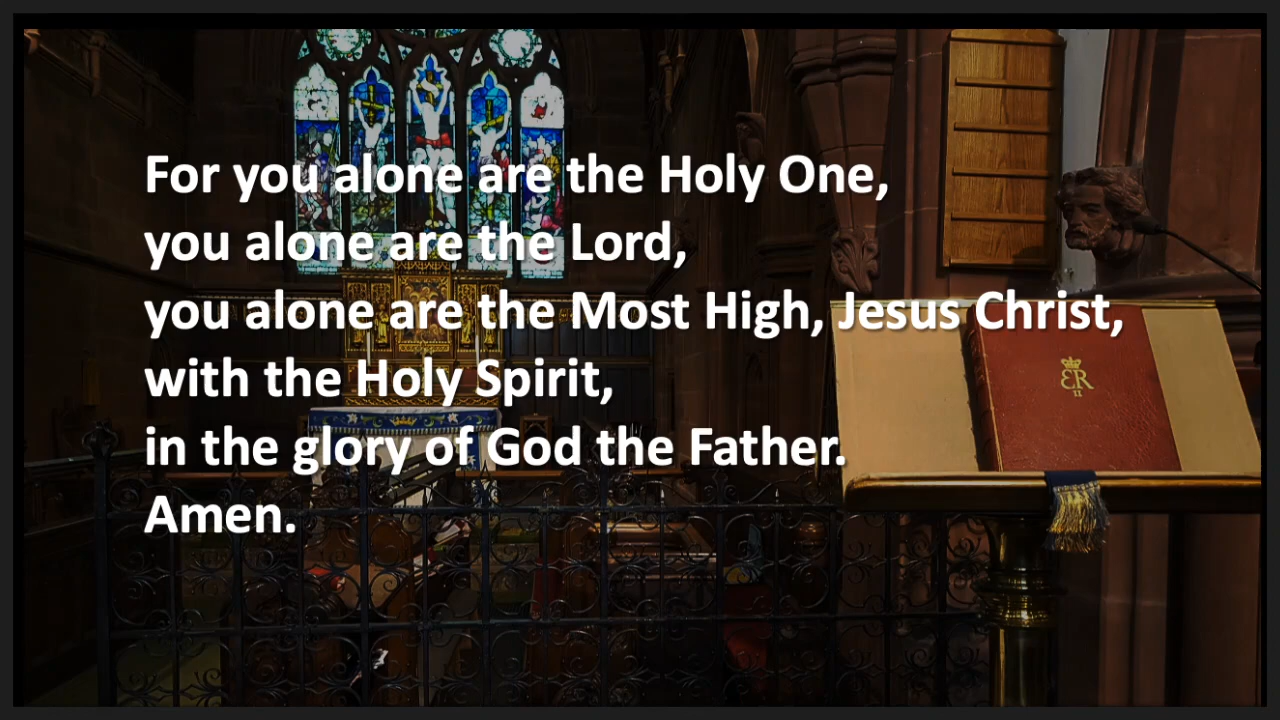 For you alone are the Holy One,
you alone are the Lord,
you alone are the Most High, Jesus Christ,
with the Holy Spirit,
in the glory of God the Father.
Amen.
ER
II